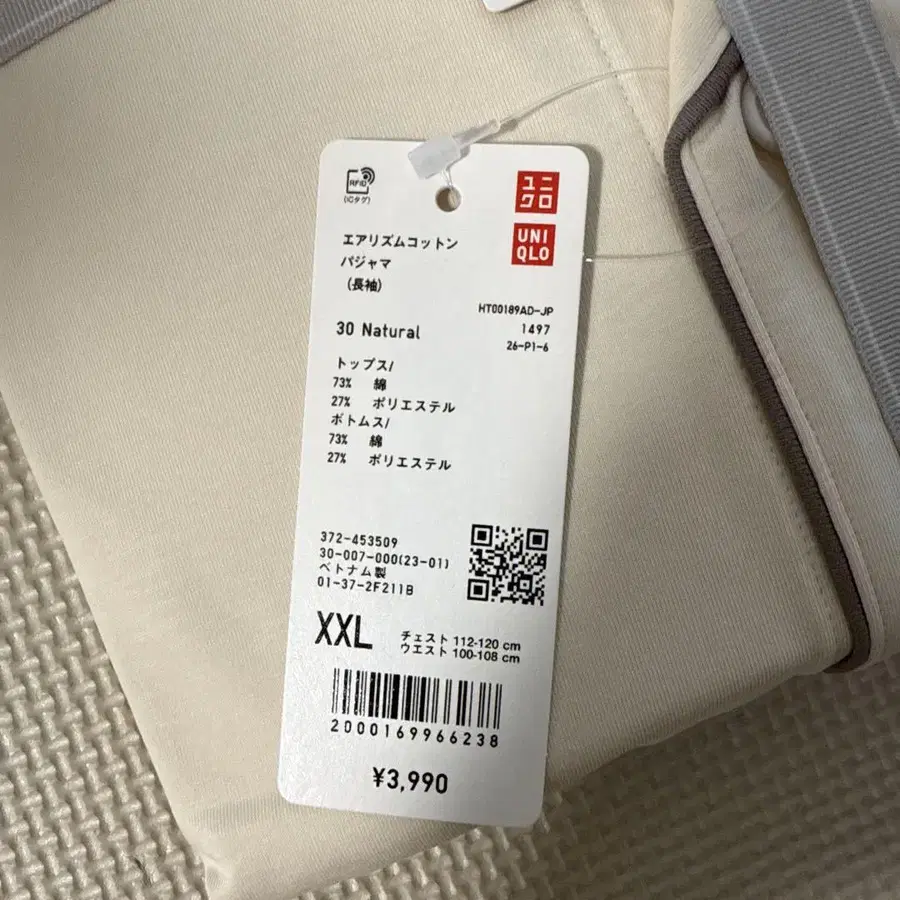 RFID
(ICタグ)
ユニ
クロ
UNI
QLO
エアリズムコットン
パジャマ
(長袖)
HT00189AD-JP
30 Natural
1497
26-P1-6
トップス/
73% 綿
27% ポリエステル
ボトムス/
73% 綿
27% ポリエステル
372-453509
30-007-000(23-01)
ベトナム製
01-37-2F211B
XXL
チェスト 112-120 cm
ウエスト 100-108 cm
2000169966238
¥3,990